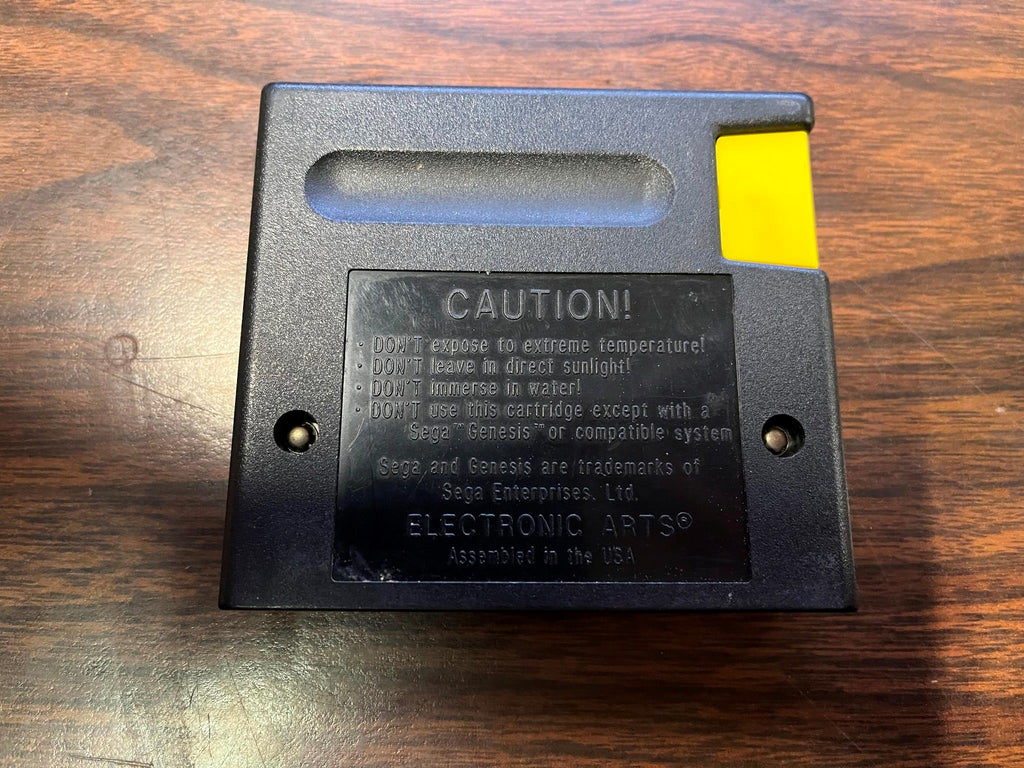 CAUTION!
· DON'T expose to extreme temperature!
· DON'T leave in direct sunlight!
· DON'T immerse in water!
· DON'T use this cartridge except with a
Sega™ Genesis™ or compatible system
Sega and Genesis are trademarks of
Sega Enterprises, Ltd.
ELECTRONIC ARTS®
Assembled in the USA